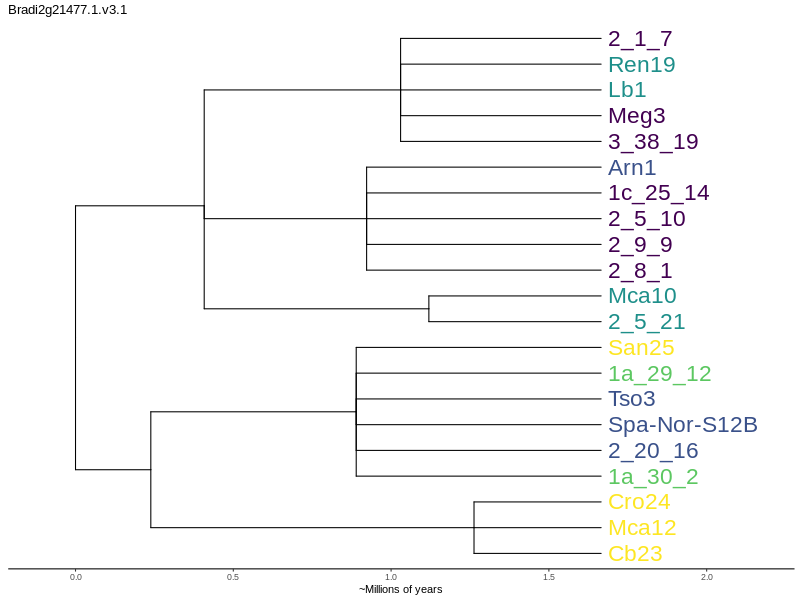 Bradi2g21477.1.v3.1
2_1_7
Ren19
Lb1
Meg3
3_38_19
Arn1
1c_25_14
2_5_10
2_9_9
2_8_1
Mca10
2_5_21
San25
1a_29_12
Tso3
Spa-Nor-S12B
2_20_16
1a_30_2
Cro24
Mca12
Cb23
0.0 0.5 1.0 1.5 2.0
~Millions of years